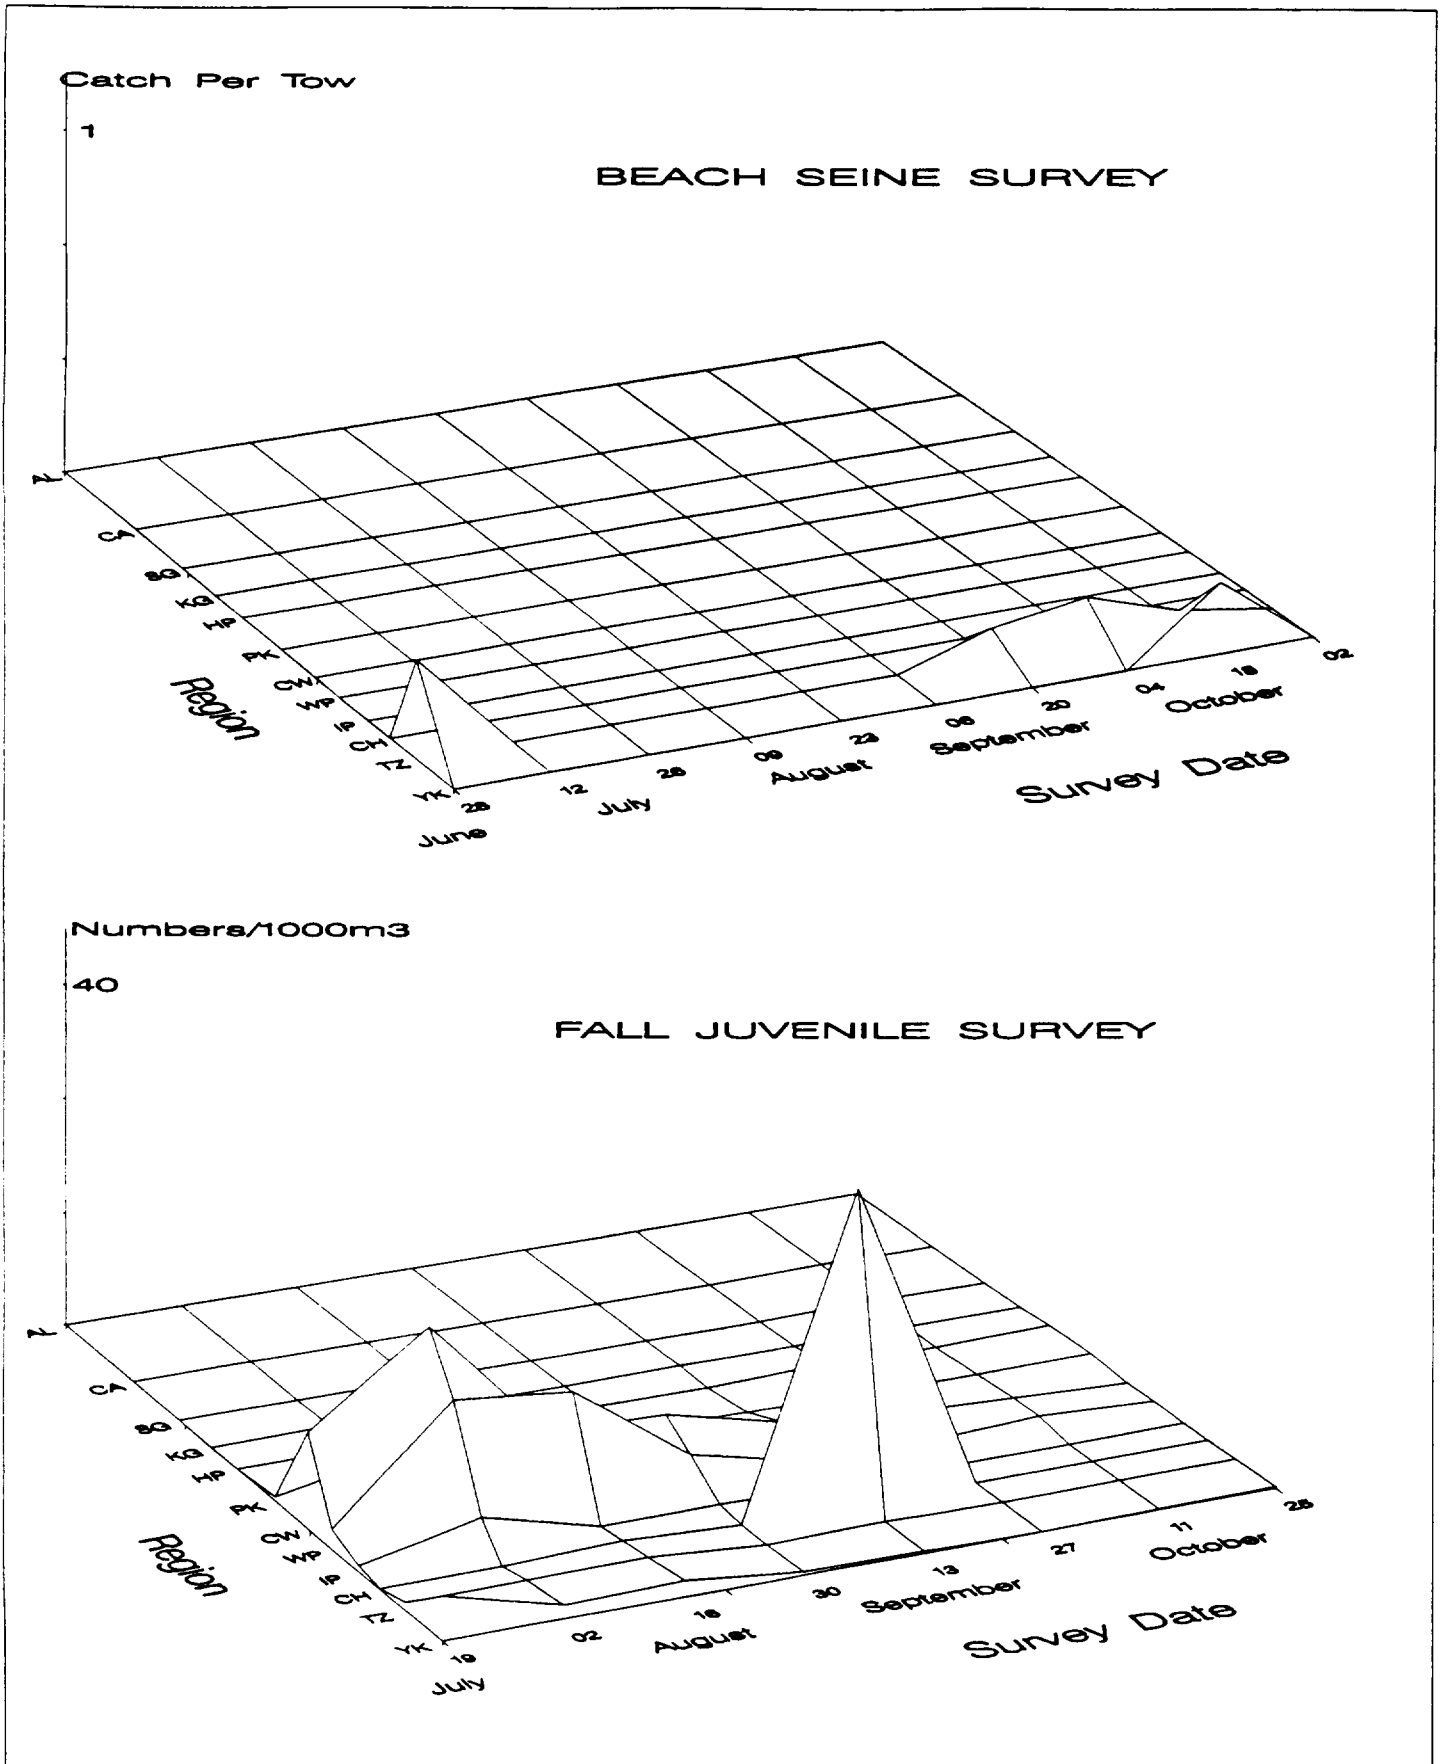 Catch Per Tow
1
BEACH SEINE SURVEY
AL
CA
SG
KG
HP
PK
CW
WP
IP
CH
TZ
YK
Region
28
12
26
09
23
06
20
04
18
02
June
July
August
September
October
Survey Date
Numbers/1000m3
40
FALL JUVENILE SURVEY
AL
CA
SG
KG
HP
PK
CW
WP
IP
CH
TZ
YK
Region
19
02
16
30
13
27
11
25
July
August
September
October
Survey Date